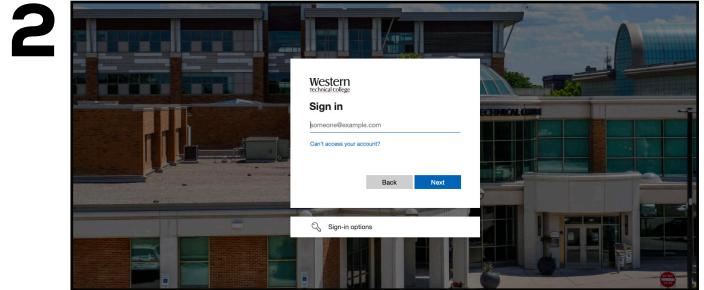 2
Western
technical college
Sign in
someone@example.com
Can't access your account?
Back Next
Sign-in options